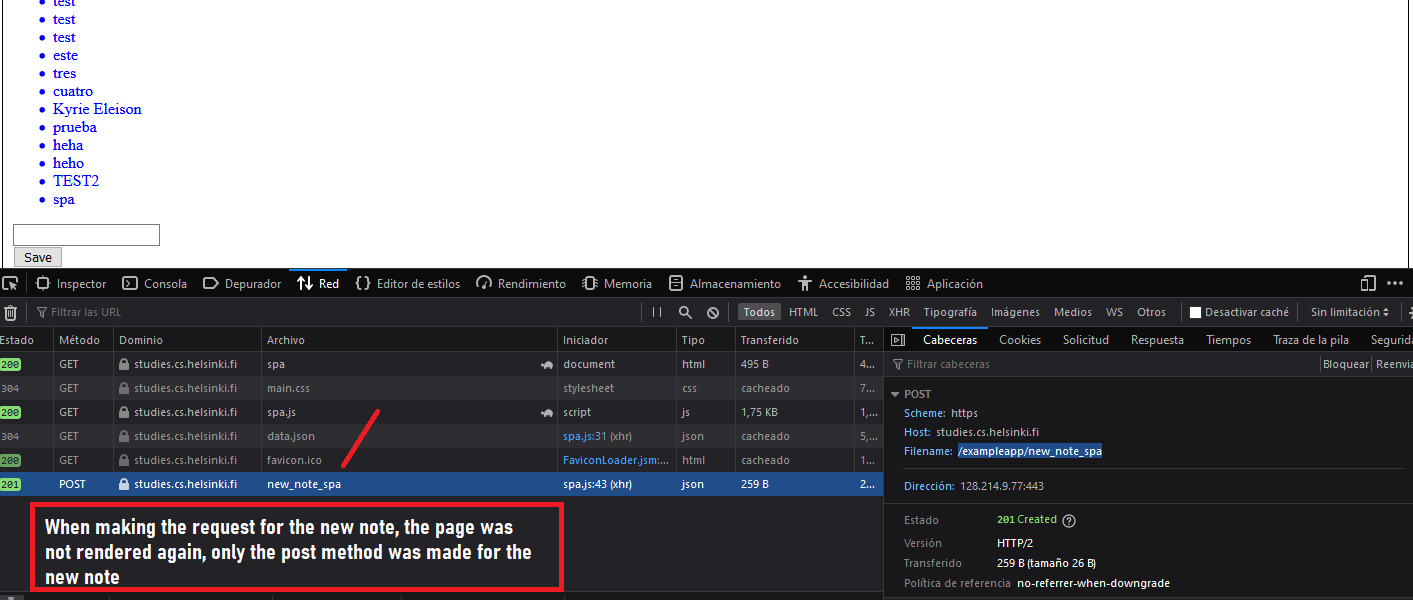 test
test
test
este
tres
cuatro
Kyrie Eleison
prueba
heha
heho
TEST2
spa
Save
Inspector Consola Depurador Red Editor de estilos Rendimiento Memoria Almacenamiento Accesibilidad Aplicación
Filtrar las URL Todos HTML CSS JS XHR Tipografía Imágenes Medios WS Otros Desactivar caché Sin limitación
Estado Método Dominio Archivo Iniciador Tipo Transferido T...
200 GET studies.cs.helsinki.fi spa document html 495 B 4...
304 GET studies.cs.helsinki.fi main.css stylesheet css cacheado 7...
200 GET studies.cs.helsinki.fi spa.js script js 1,75 KB 1,...
304 GET studies.cs.helsinki.fi data.json spa.js:31 (xhr) json cacheado 5,...
200 GET studies.cs.helsinki.fi favicon.ico FaviconLoader.jsm:... html cacheado 1...
201 POST studies.cs.helsinki.fi new_note_spa spa.js:43 (xhr) json 259 B 2...
When making the request for the new note, the page was
not rendered again, only the post method was made for the
new note
Cabeceras Cookies Solicitud Respuesta Tiempos Traza de la pila Segurida
Filtrar cabeceras Bloquear Reenvia
POST
Scheme: https
Host: studies.cs.helsinki.fi
Filename: /exampleapp/new_note_spa
Dirección: 128.214.9.77:443
Estado 201 Created ?
Versión HTTP/2
Transferido 259 B (tamaño 26 B)
Política de referencia no-referrer-when-downgrade